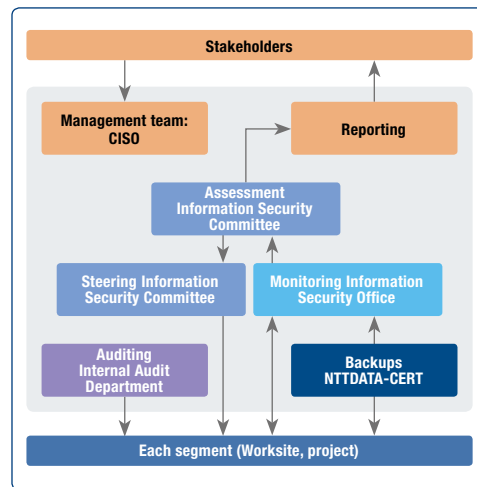 Stakeholders
Management team:
CISO
Reporting
Assessment
Information Security
Committee
Steering Information
Security Committee
Monitoring Information
Security Office
Auditing
Internal Audit
Department
Backups
NTTDATA-CERT
Each segment (Worksite, project)